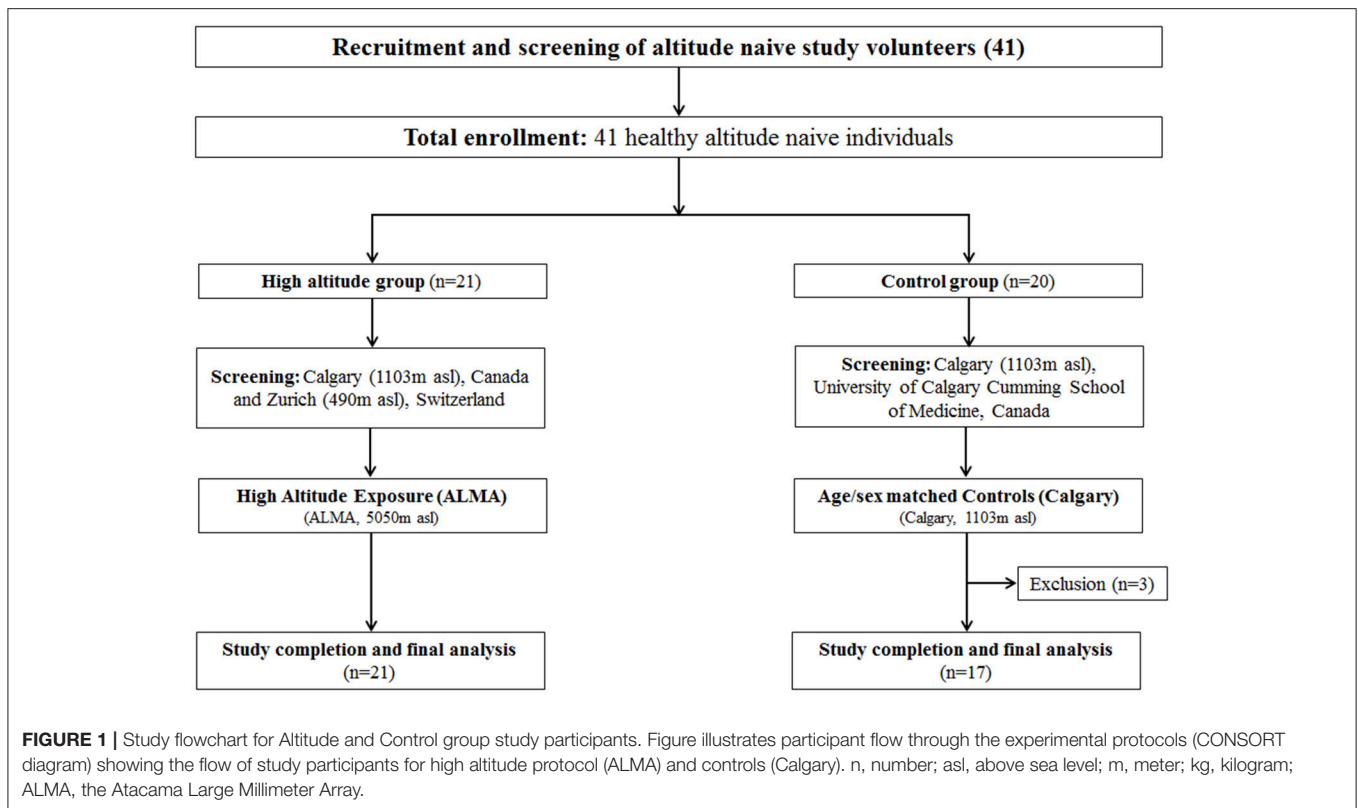 Recruitment and screening of altitude naive study volunteers (41)
Total enrollment: 41 healthy altitude naive individuals
High altitude group (n=21)
Control group (n=20)
Screening: Calgary (1103m asl), Canada
and Zurich (490m asl), Switzerland
Screening: Calgary (1103m asl),
University of Calgary Cumming School
of Medicine, Canada
High Altitude Exposure (ALMA)
(ALMA, 5050m asl)
Age/sex matched Controls (Calgary)
(Calgary, 1103m asl)
Exclusion (n=3)
Study completion and final analysis
(n=21)
Study completion and final analysis
(n=17)
FIGURE 1 | Study flowchart for Altitude and Control group study participants. Figure illustrates participant flow through the experimental protocols (CONSORT
diagram) showing the flow of study participants for high altitude protocol (ALMA) and controls (Calgary). n, number; asl, above sea level; m, meter; kg, kilogram;
ALMA, the Atacama Large Millimeter Array.